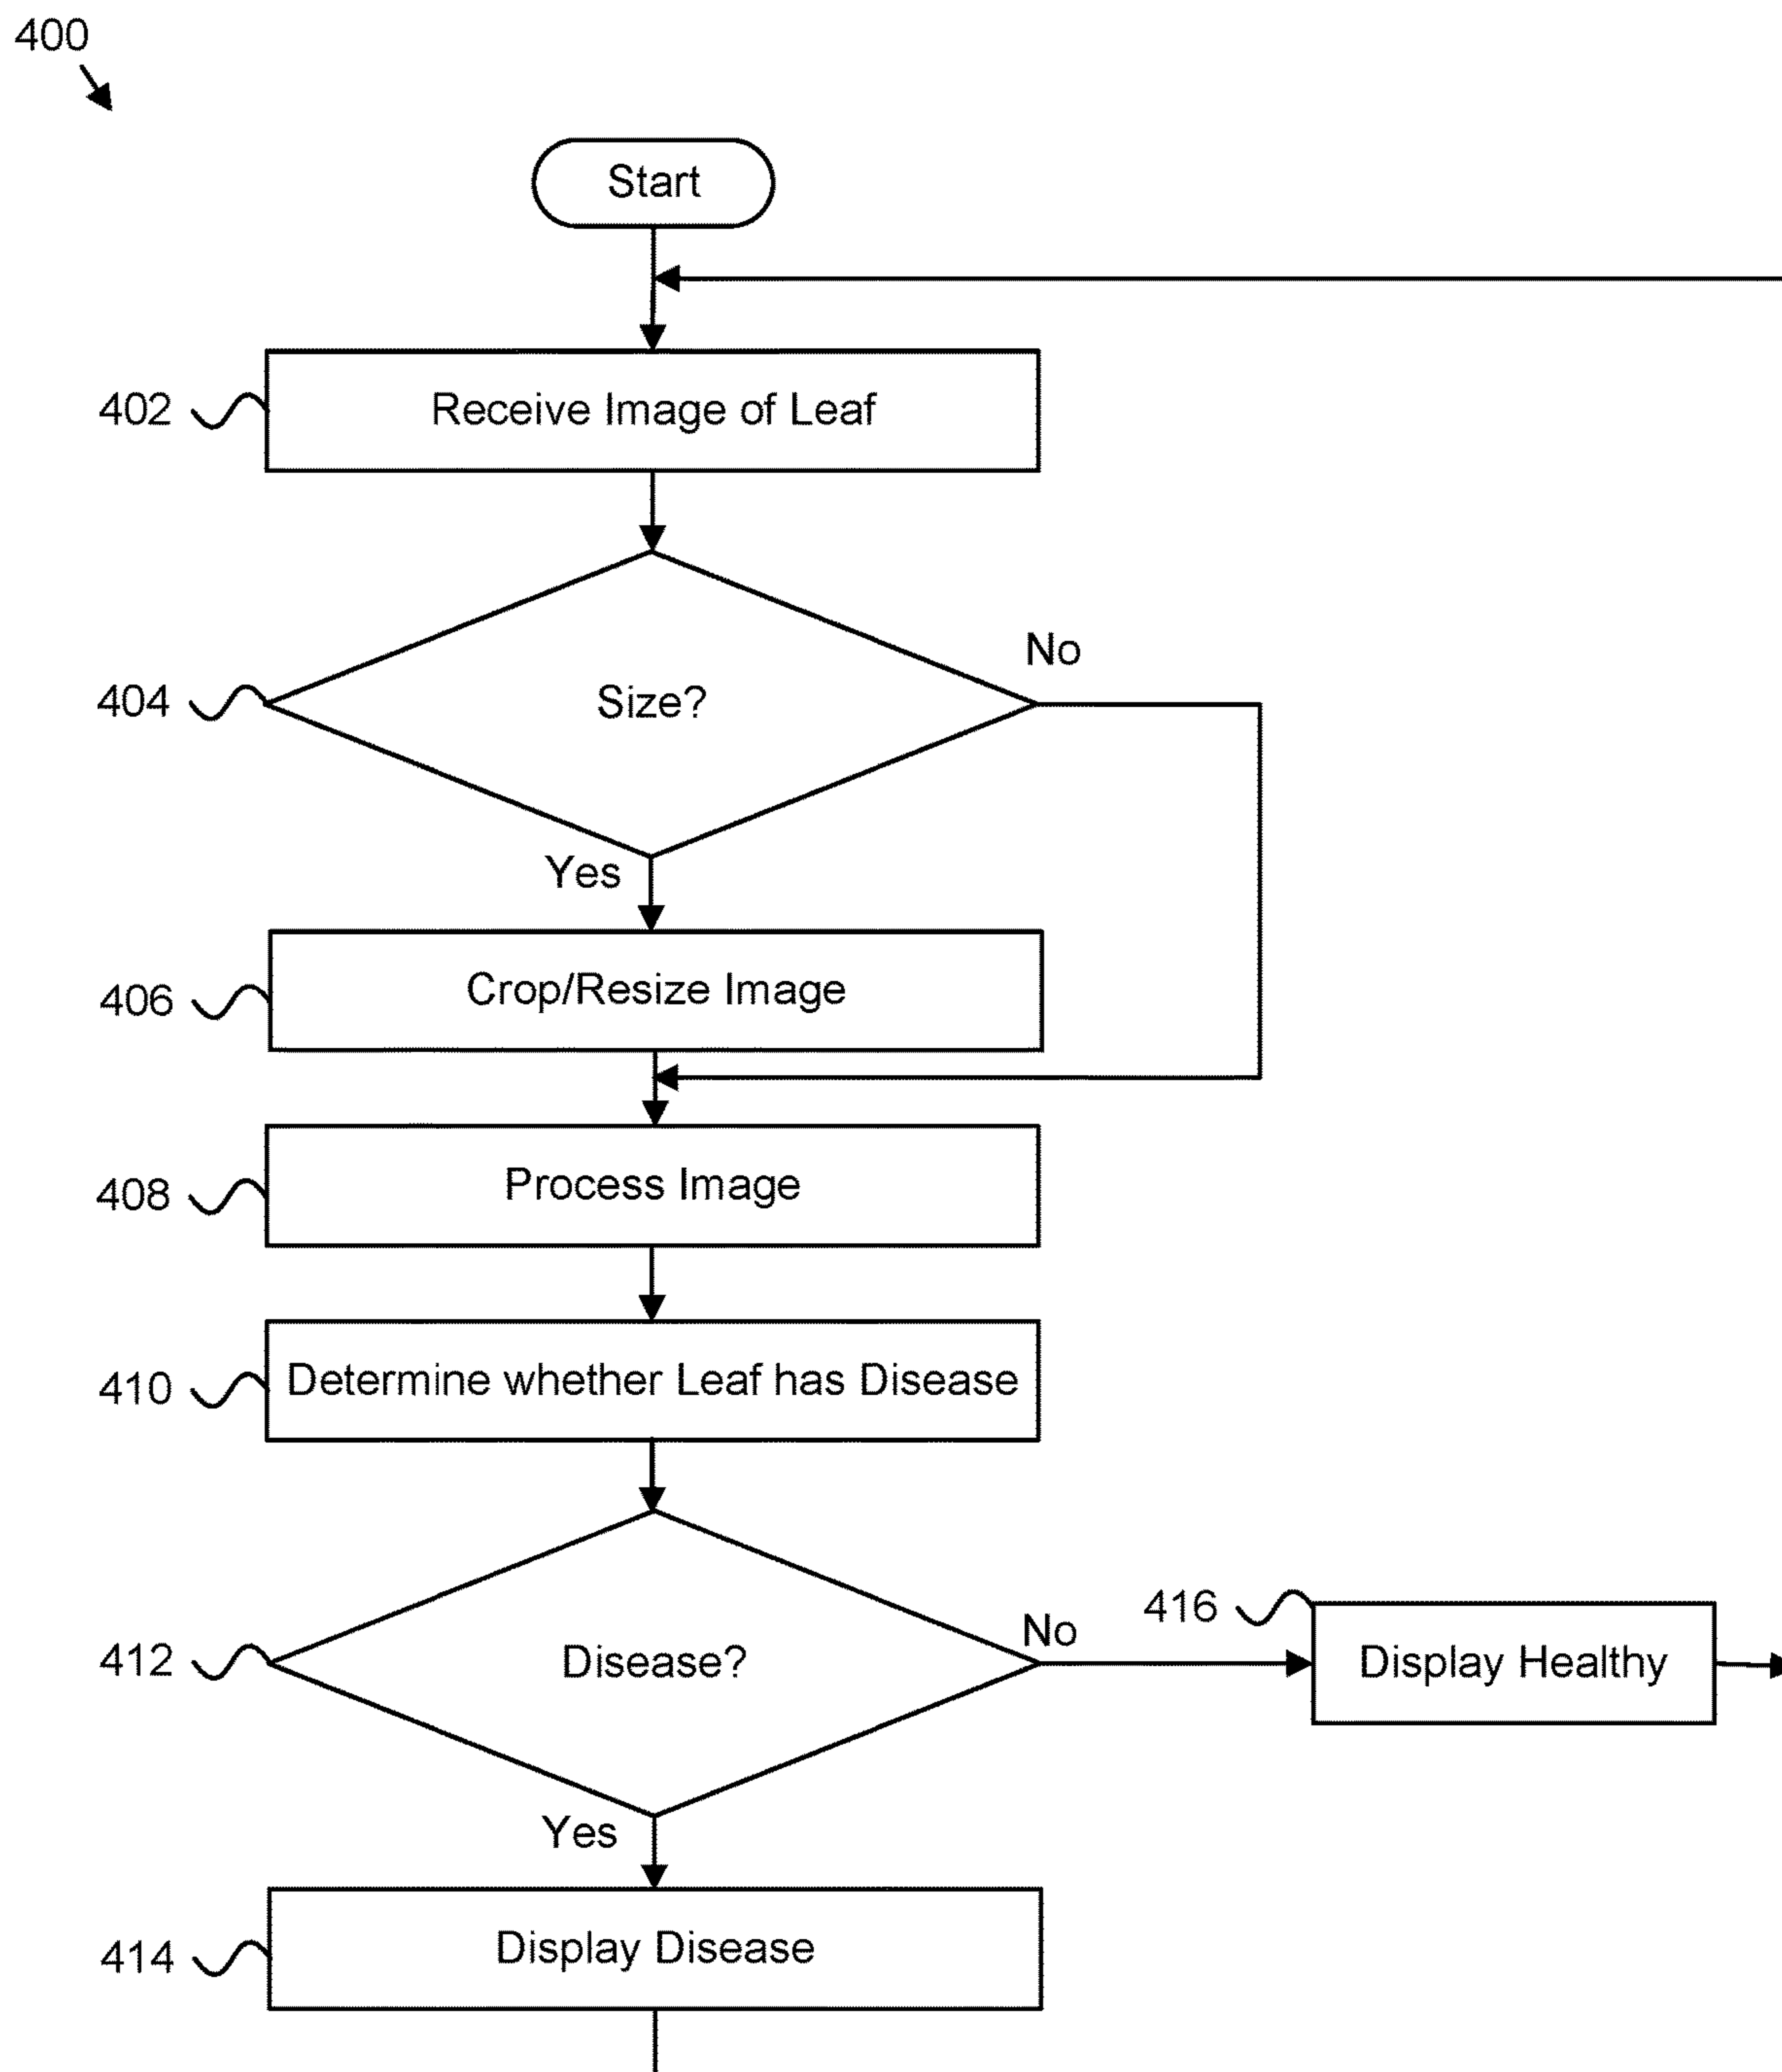 400
Start
402
Receive Image of Leaf
404
Size?
No
Yes
406
Crop/Resize Image
408
Process Image
410
Determine whether Leaf has Disease
412
Disease?
No
416
Display Healthy
Yes
414
Display Disease